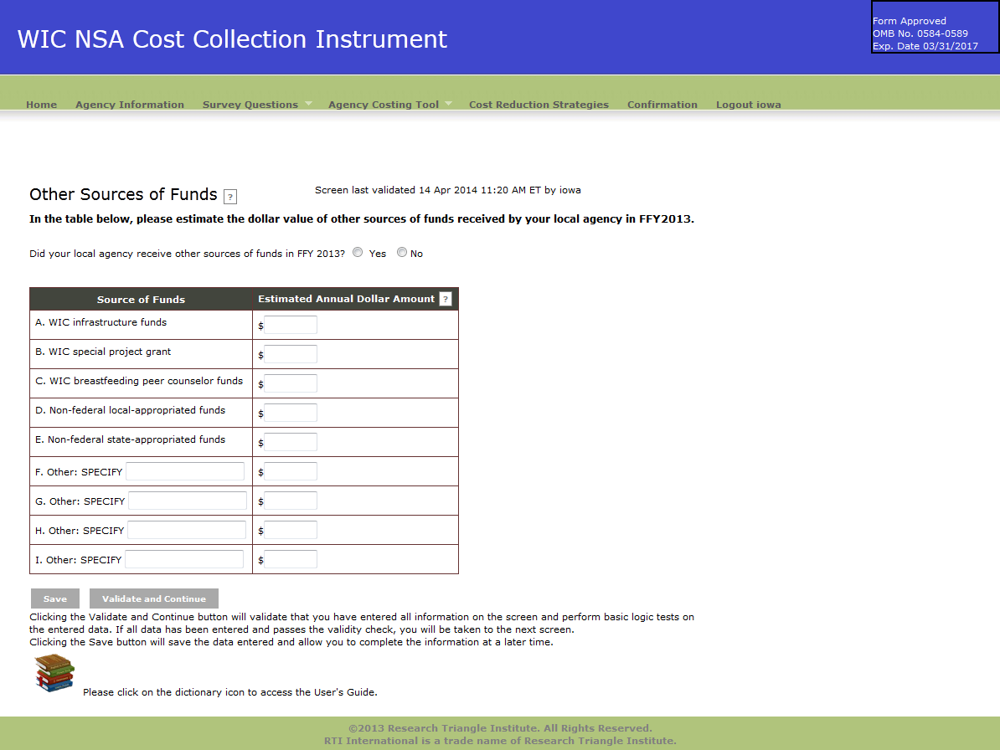 WIC NSA Cost Collection Instrument
Form Approved
OMB No. 0584-0589
Exp. Date 03/31/2017
Home Agency Information Survey Questions Agency Costing Tool Cost Reduction Strategies Confirmation Logout iowa
Other Sources of Funds ? Screen last validated 14 Apr 2014 11:20 AM ET by iowa
In the table below, please estimate the dollar value of other sources of funds received by your local agency in FFY2013.
Did your local agency receive other sources of funds in FFY 2013? Yes No
Source of Funds Estimated Annual Dollar Amount ?
A. WIC infrastructure funds $
B. WIC special project grant $
C. WIC breastfeeding peer counselor funds $
D. Non-federal local-appropriated funds $
E. Non-federal state-appropriated funds $
F. Other: SPECIFY $
G. Other: SPECIFY $
H. Other: SPECIFY $
I. Other: SPECIFY $
Save Validate and Continue
Clicking the Validate and Continue button will validate that you have entered all information on the screen and perform basic logic tests on
the entered data. If all data has been entered and passes the validity check, you will be taken to the next screen.
Clicking the Save button will save the data entered and allow you to complete the information at a later time.
Please click on the dictionary icon to access the User's Guide.
©2013 Research Triangle Institute. All Rights Reserved.
RTI International is a trade name of Research Triangle Institute.